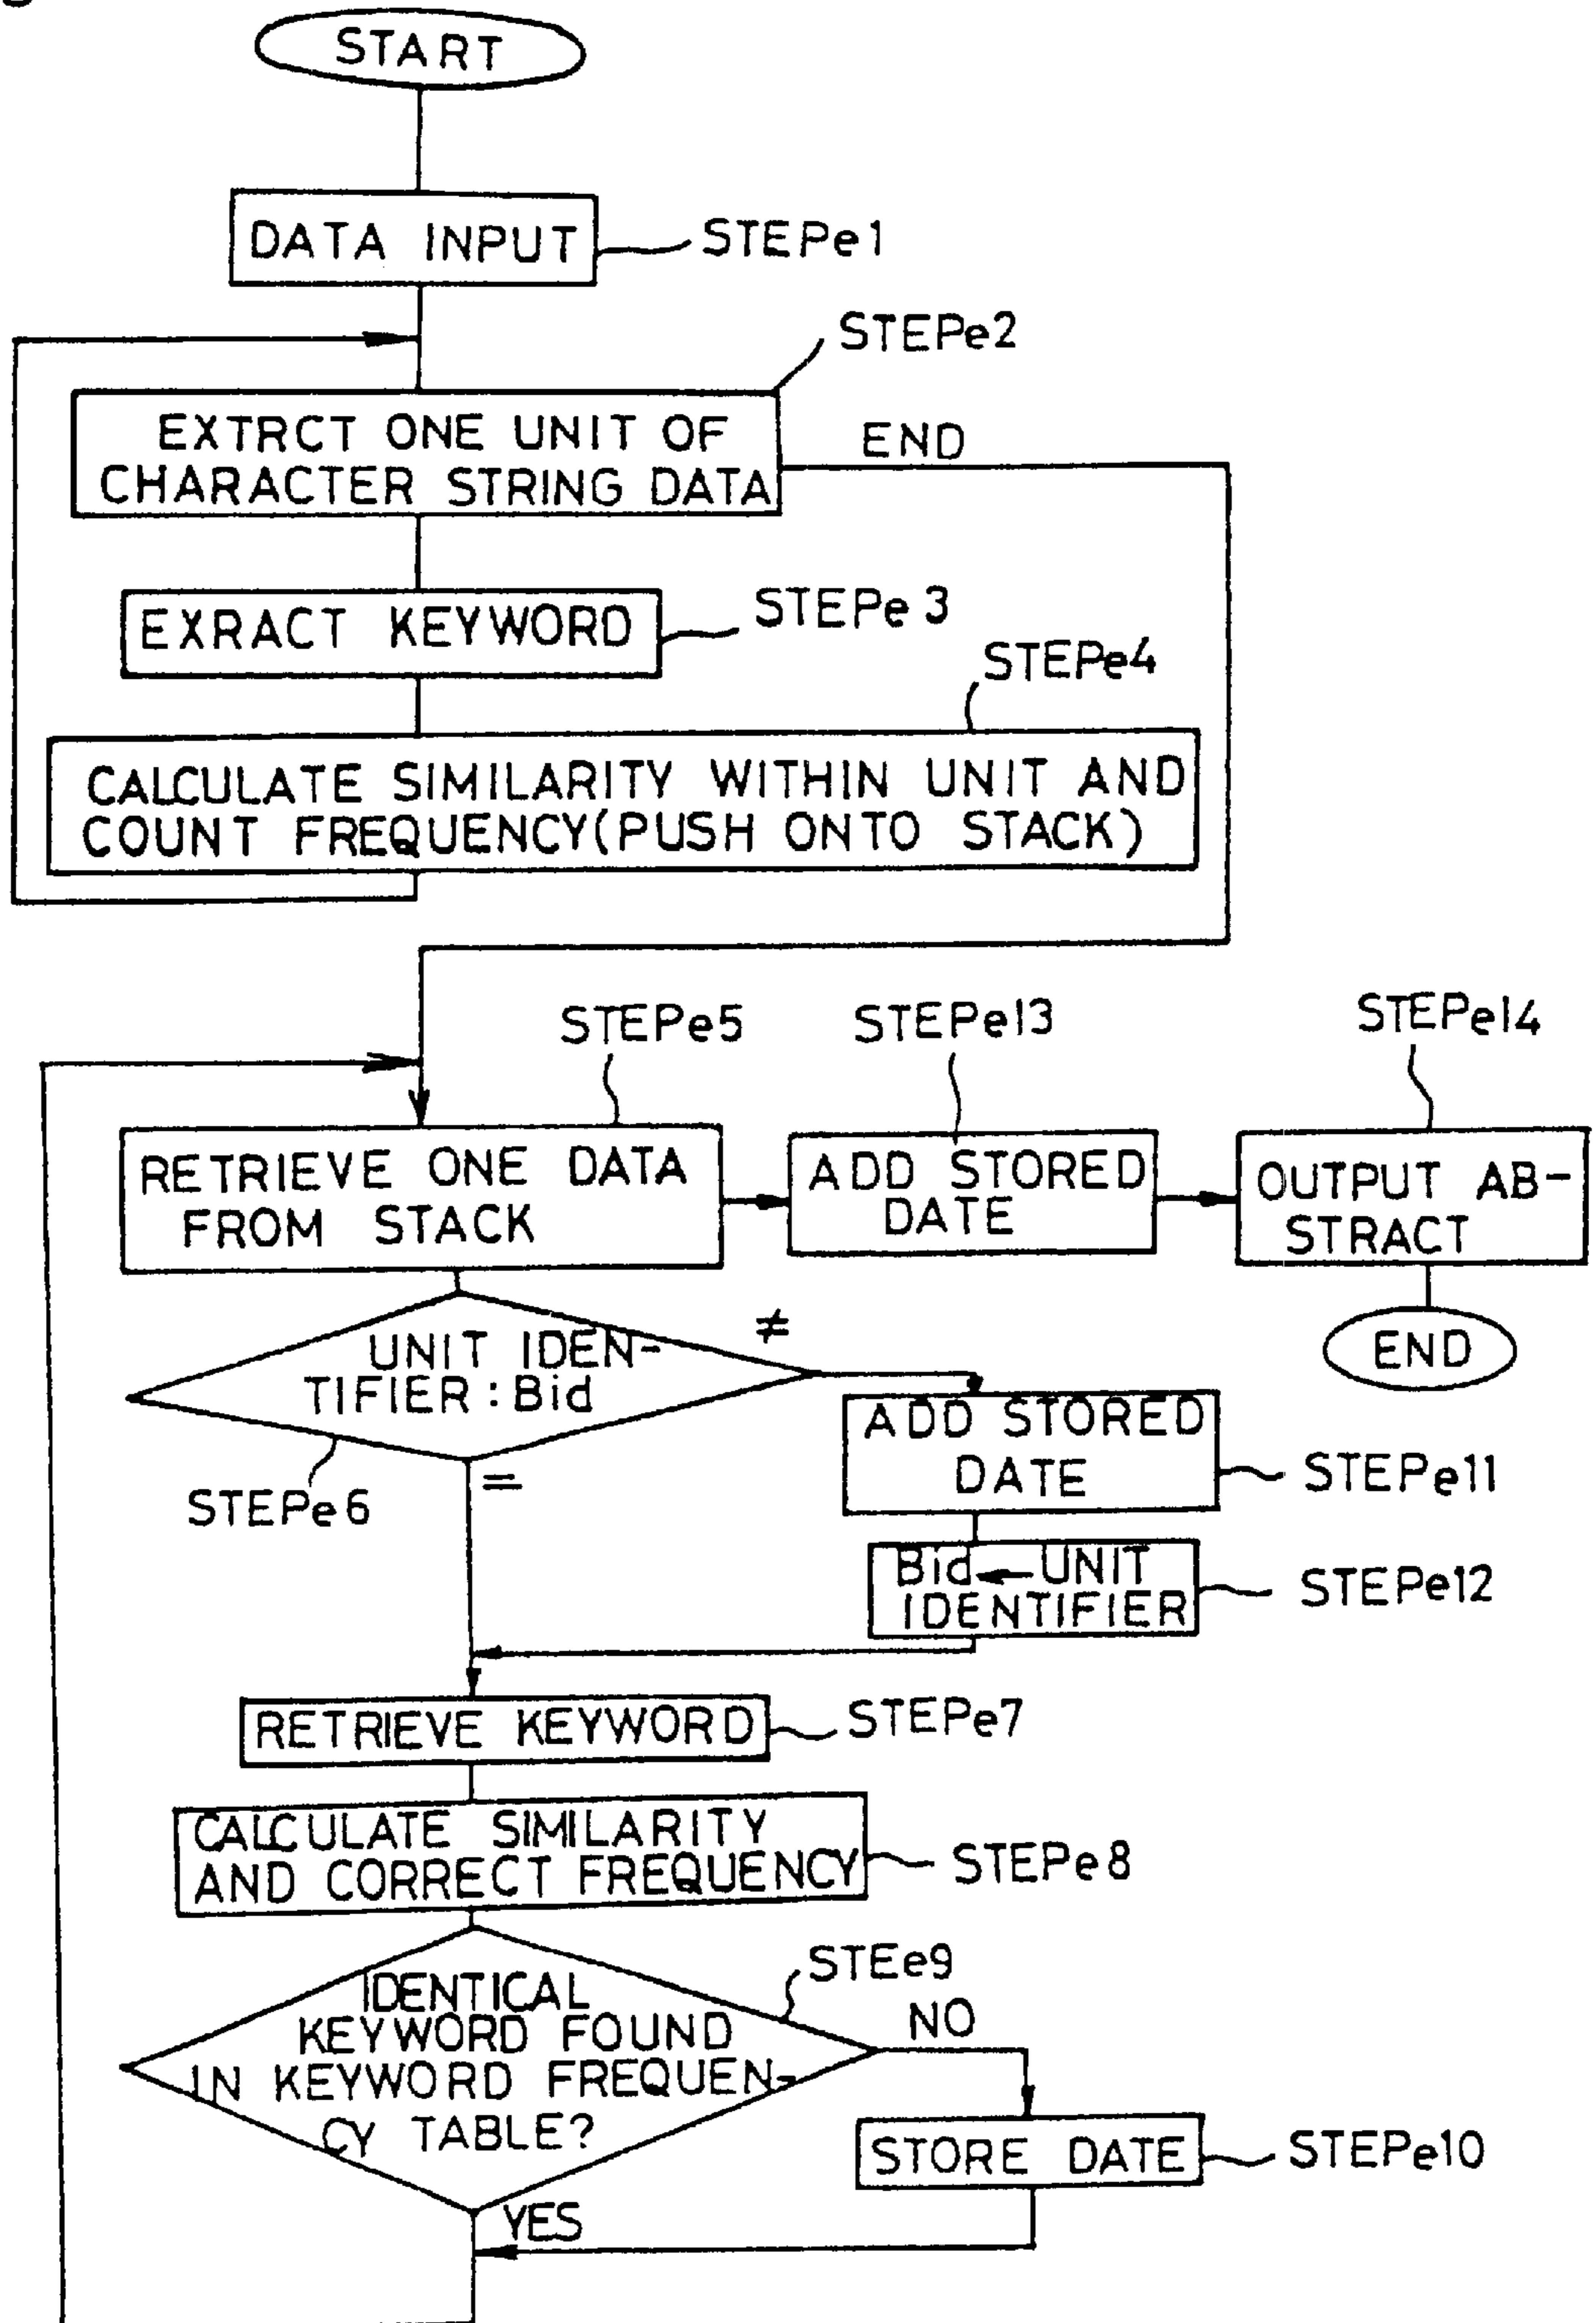 START
DATA INPUT
STEPe1
STEPe2
EXTRCT ONE UNIT OF
CHARACTER STRING DATA
END
EXRACT KEYWORD
STEPe3
STEPe4
CALCULATE SIMILARITY WITHIN UNIT AND
COUNT FREQUENCY(PUSH ONTO STACK)
STEPe5
STEPe13
STEPe14
RETRIEVE ONE DATA
FROM STACK
ADD STORED
DATE
OUTPUT AB-
STRACT
END
UNIT IDEN-
TIFIER:Bid
≠
=
STEPe6
ADD STORED
DATE
STEPe11
Bid←UNIT
IDENTIFIER
STEPe12
RETRIEVE KEYWORD
STEPe7
CALCULATE SIMILARITY
AND CORRECT FREQUENCY
STEPe8
STEe9
IDENTICAL
KEYWORD FOUND
IN KEYWORD FREQUEN-
CY TABLE?
NO
STORE DATE
STEPe10
YES